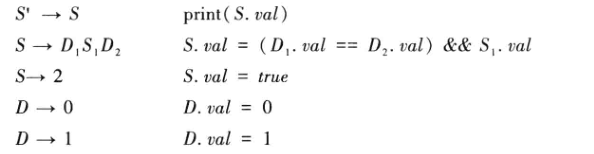 S' → S print(S.val)
S → D₁S₁D₂ S.val = (D₁.val == D₂.val) && S₁.val
S → 2 S.val = true
D → 0 D.val = 0
D → 1 D.val = 1